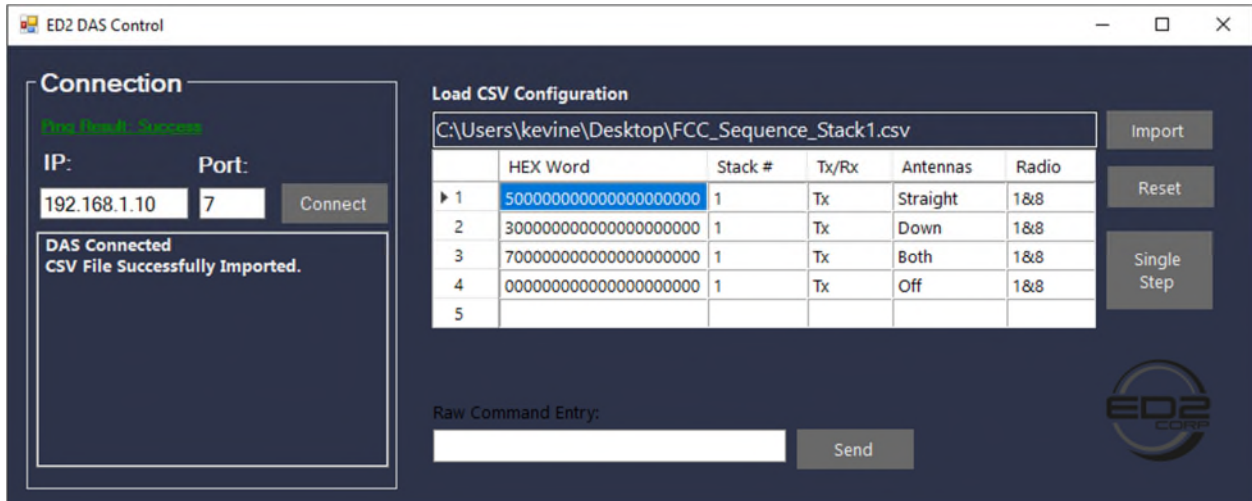 ED2 DAS Control
Connection
Ping Result: Success
IP:
Port:
192.168.1.10
7
Connect
DAS Connected
CSV File Successfully Imported.
Load CSV Configuration
C:\Users\kevine\Desktop\FCC_Sequence_Stack1.csv
Import
HEX Word Stack # Tx/Rx Antennas Radio
1 50000000000000000000 1 Tx Straight 1&8
2 30000000000000000000 1 Tx Down 1&8
3 70000000000000000000 1 Tx Both 1&8
4 00000000000000000000 1 Tx Off 1&8
5
Reset
Single
Step
Raw Command Entry:
Send
ED2
CORP